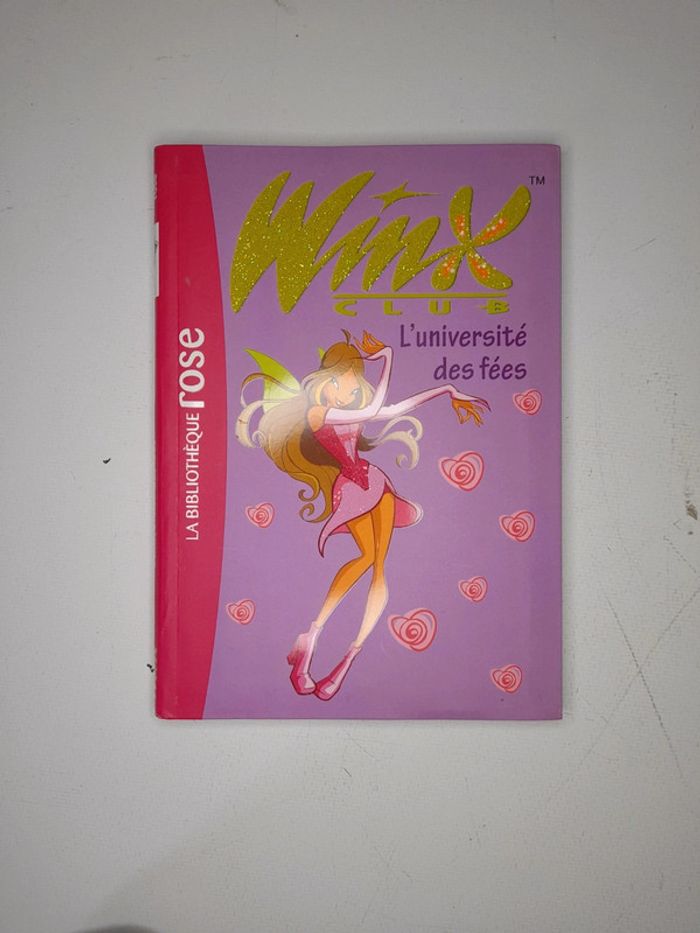 Winx
TM
CLUB
L'université
des fées
LA BIBLIOTHÈQUE rose